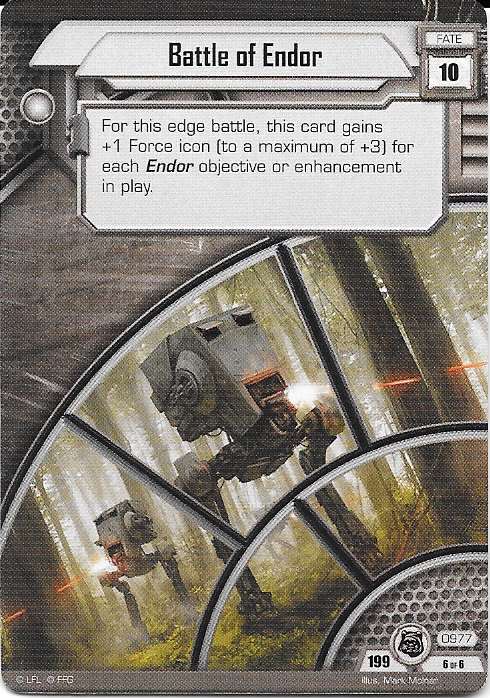 Battle of Endor
FATE
10
For this edge battle, this card gains
+1 Force icon (to a maximum of +3) for
each Endor objective or enhancement
in play.
0977
199
6 OF 6
© LFL © FFG
Illus. Mark Molnar